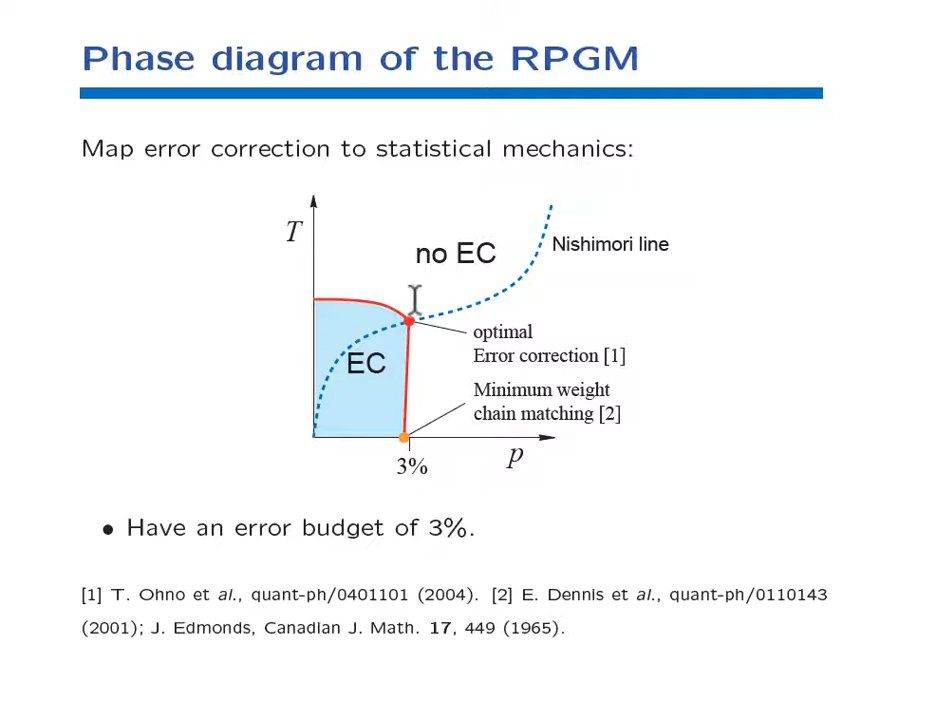 Phase diagram of the RPGM
Map error correction to statistical mechanics:
T
no EC
Nishimori line
optimal
Error correction [1]
EC
Minimum weight
chain matching [2]
3%
p
• Have an error budget of 3%.
[1] T. Ohno et al., quant-ph/0401101 (2004). [2] E. Dennis et al., quant-ph/0110143
(2001); J. Edmonds, Canadian J. Math. 17, 449 (1965).